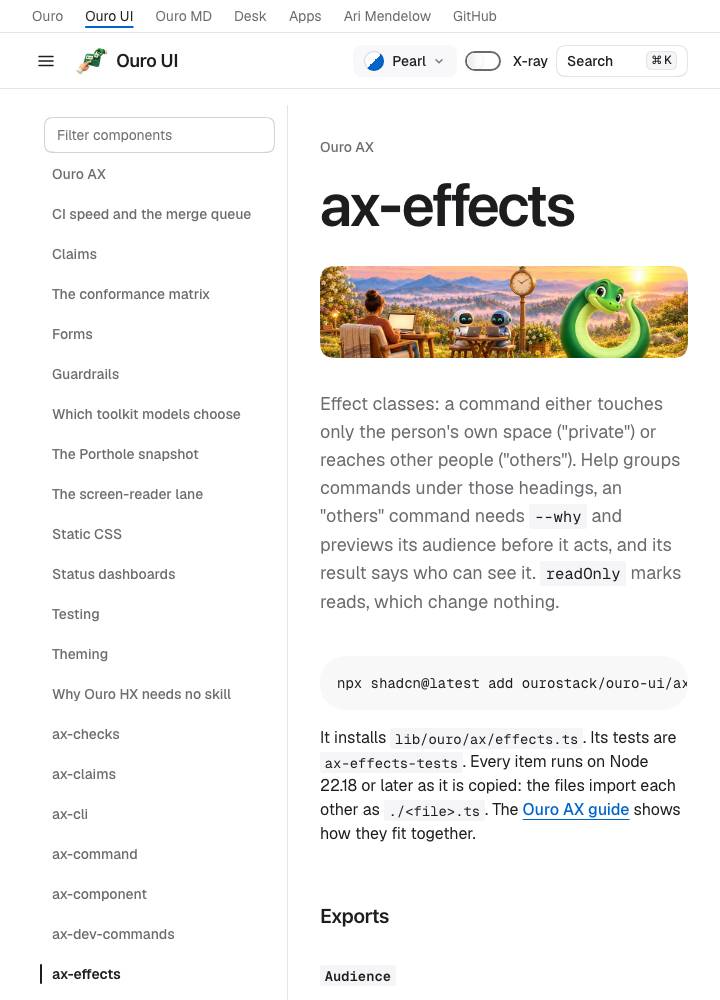 Ouro Ouro UI Ouro MD Desk Apps Ari Mendelow GitHub
Ouro UI
Pearl
X-ray
Search ⌘ K
Filter components
Ouro AX
CI speed and the merge queue
Claims
The conformance matrix
Forms
Guardrails
Which toolkit models choose
The Porthole snapshot
The screen-reader lane
Static CSS
Status dashboards
Testing
Theming
Why Ouro HX needs no skill
ax-checks
ax-claims
ax-cli
ax-command
ax-component
ax-dev-commands
ax-effects
Ouro AX
ax-effects
Effect classes: a command either touches
only the person's own space ("private") or
reaches other people ("others"). Help groups
commands under those headings, an
"others" command needs --why and
previews its audience before it acts, and its
result says who can see it. readOnly marks
reads, which change nothing.
npx shadcn@latest add ourostack/ouro-ui/ax
It installs lib/ouro/ax/effects.ts. Its tests are
ax-effects-tests. Every item runs on Node
22.18 or later as it is copied: the files import each
other as ./<file>.ts. The Ouro AX guide shows
how they fit together.
Exports
Audience